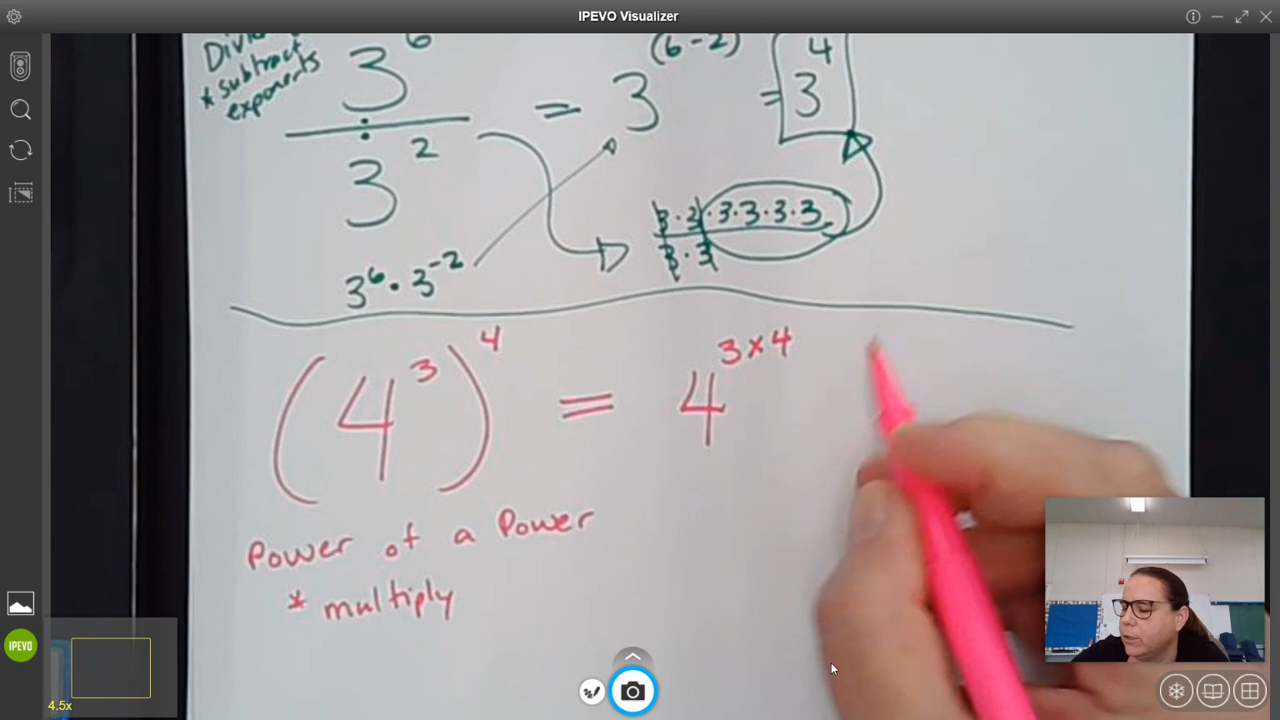 IPEVO Visualizer
Divi
* subtract
exponents
3^6 ÷ 3^2 = 3^(6-2) = 3^4
3 · 3 · 3 · 3 · 3 · 3
3 · 3
3^6 · 3^-2
(4^3)^4 = 4^3×4
Power of a Power
* multiply
IPEVO
4.5x